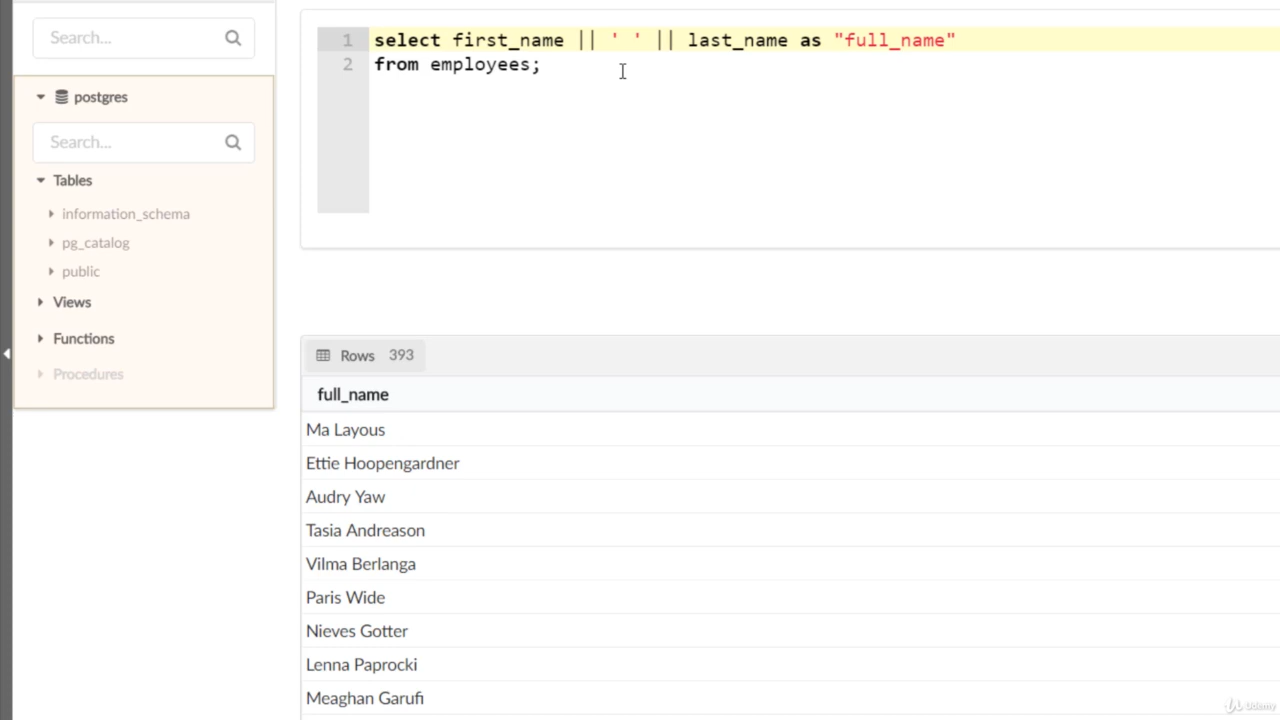 Search...
postgres
Search...
Tables
information_schema
pg_catalog
public
Views
Functions
Procedures
1 select first_name || ' ' || last_name as "full_name"
2 from employees;
Rows 393
full_name
Ma Layous
Ettie Hoopengardner
Audry Yaw
Tasia Andreason
Vilma Berlanga
Paris Wide
Nieves Gotter
Lenna Paprocki
Meaghan Garufi
Udemy